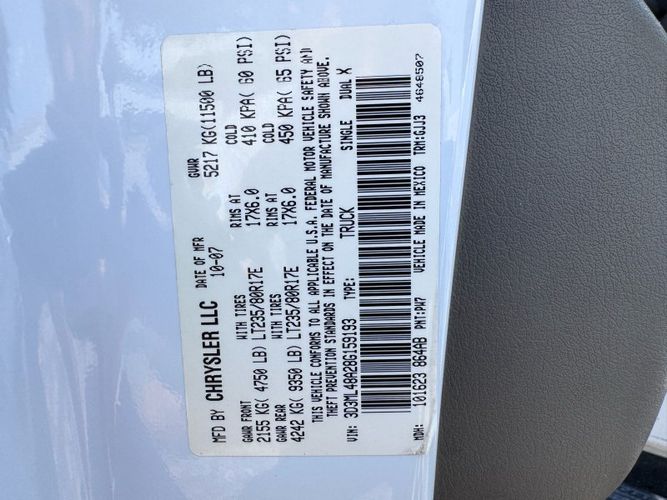 MFD BY CHRYSLER LLC DATE OF MFR GVWR
10-07 5217 KG(11500 LB)
GAWR FRONT WITH TIRES RIMS AT COLD
2155 KG( 4750 LB) LT235/80R17E 17X6.0 410 KPA( 60 PSI)
GAWR REAR WITH TIRES RIMS AT COLD
4242 KG( 9350 LB) LT235/80R17E 17X6.0 450 KPA( 65 PSI)
THIS VEHICLE CONFORMS TO ALL APPLICABLE U.S.A. FEDERAL MOTOR VEHICLE SAFETY AND
THEFT PREVENTION STANDARDS IN EFFECT ON THE DATE OF MANUFACTURE SHOWN ABOVE.
VIN: 3D3ML48A28G159193 TYPE: TRUCK SINGLE DUAL X
MDH: 101623 864AB PNT:PW7 VEHICLE MADE IN MEXICO TRM:GJJ3 4648507